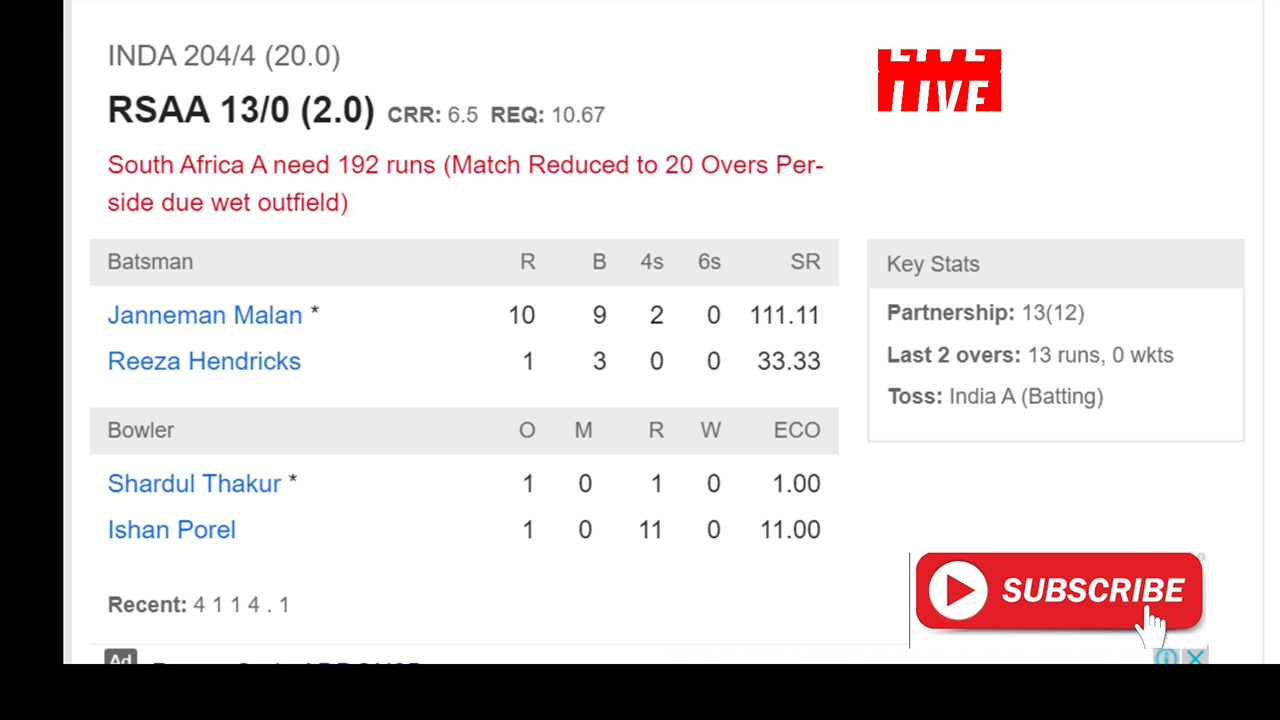 INDA 204/4 (20.0)
RSAA 13/0 (2.0) CRR: 6.5 REQ: 10.67
LIVE
South Africa A need 192 runs (Match Reduced to 20 Overs Per-
side due wet outfield)
Batsman R B 4s 6s SR
Janneman Malan * 10 9 2 0 111.11
Reeza Hendricks 1 3 0 0 33.33
Bowler O M R W ECO
Shardul Thakur * 1 0 1 0 1.00
Ishan Porel 1 0 11 0 11.00
Recent: 4 1 1 4 . 1
Key Stats
Partnership: 13(12)
Last 2 overs: 13 runs, 0 wkts
Toss: India A (Batting)
SUBSCRIBE
Ad